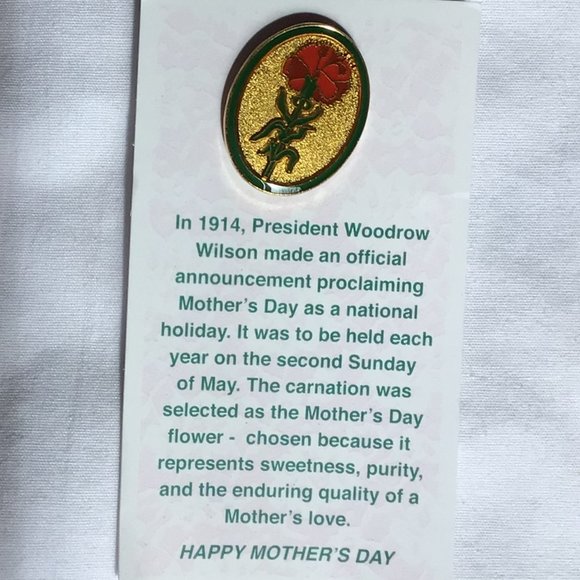 In 1914, President Woodrow
Wilson made an official
announcement proclaiming
Mother's Day as a national
holiday. It was to be held each
year on the second Sunday
of May. The carnation was
selected as the Mother's Day
flower - chosen because it
represents sweetness, purity,
and the enduring quality of a
Mother's love.
HAPPY MOTHER'S DAY